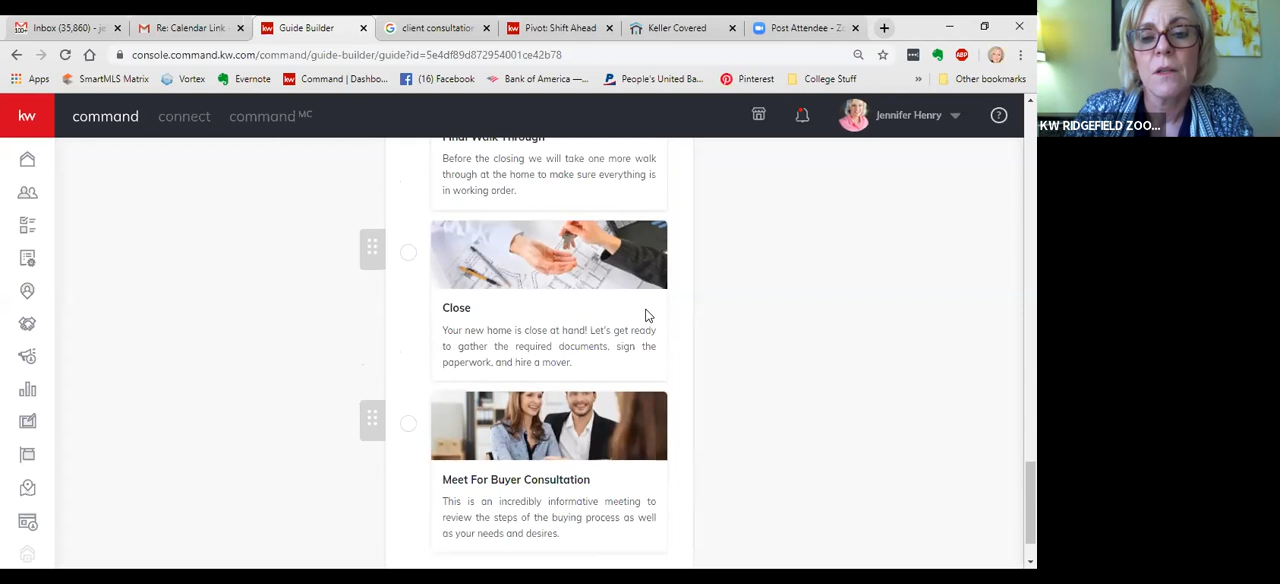 Inbox (35,860) - je
Re: Calendar Link -
Guide Builder
client consultation
Pivot: Shift Ahead
Keller Covered
Post Attendee - Zo
console.command.kw.com/command/guide-builder/guide?id=5e4df89d872954001ce42b78
Apps
SmartMLS Matrix
Vortex
Evernote
Command | Dashbo...
(16) Facebook
Bank of America —...
People's United Ba...
Pinterest
College Stuff
»
Other bookmarks
kw
command
connect
command MC
Jennifer Henry
KW RIDGEFIELD ZOO...
Final Walk Through
Before the closing we will take one more walk
through at the home to make sure everything is
in working order.
Close
Your new home is close at hand! Let's get ready
to gather the required documents, sign the
paperwork, and hire a mover.
Meet For Buyer Consultation
This is an incredibly informative meeting to
review the steps of the buying process as well
as your needs and desires.